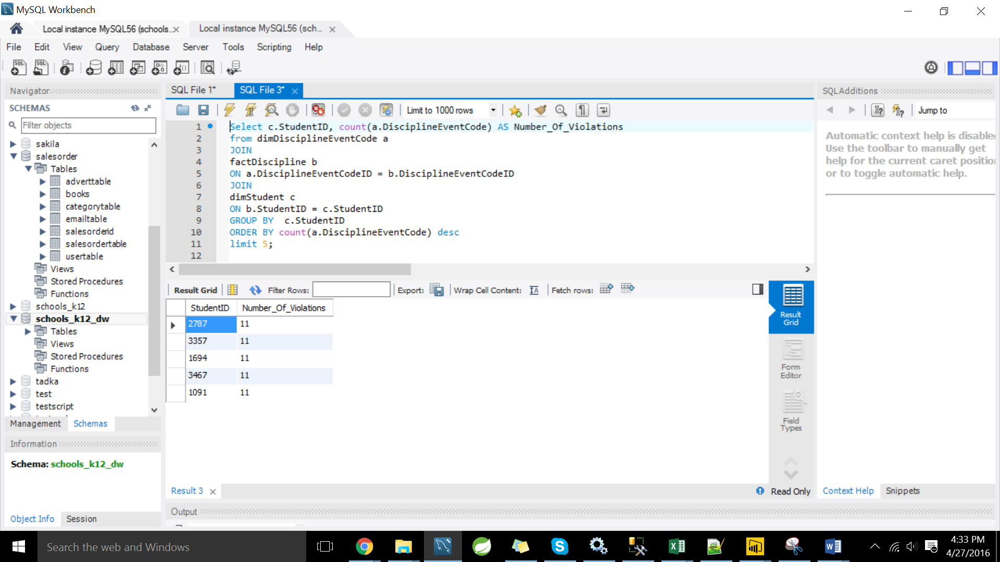 MySQL Workbench
Local instance MySQL56 (schools..
Local instance MySQL56 (sch...
File Edit View Query Database Server Tools Scripting Help
Navigator
SCHEMAS
Filter objects
sakila
salesorder
Tables
adverttable
books
categorytable
emailtable
salesorderid
salesordertable
usertable
Views
Stored Procedures
Functions
schools_k12
schools_k12_dw
Tables
Views
Stored Procedures
Functions
tadka
test
testscript
Management Schemas
Information
Schema: schools_k12_dw
Object Info Session
SQL File 1* SQL File 3*
Limit to 1000 rows
1 Select c.StudentID, count(a.DisciplineEventCode) AS Number_Of_Violations
2 from dimDisciplineEventCode a
3 JOIN
4 factDiscipline b
5 ON a.DisciplineEventCodeID = b.DisciplineEventCodeID
6 JOIN
7 dimStudent c
8 ON b.StudentID = c.StudentID
9 GROUP BY  c.StudentID
10 ORDER BY count(a.DisciplineEventCode) desc
11 limit 5;
12
Result Grid Filter Rows: Export: Wrap Cell Content: Fetch rows:
StudentID Number_Of_Violations
2787 11
3357 11
1694 11
3467 11
1091 11
Result
Grid
Form
Editor
Field
Types
Result 3
Read Only
Output
SQLAdditions
Jump to
Automatic context help is disable
Use the toolbar to manually get
help for the current caret position
or to toggle automatic help.
Context Help Snippets
Search the web and Windows
4:33 PM
4/27/2016